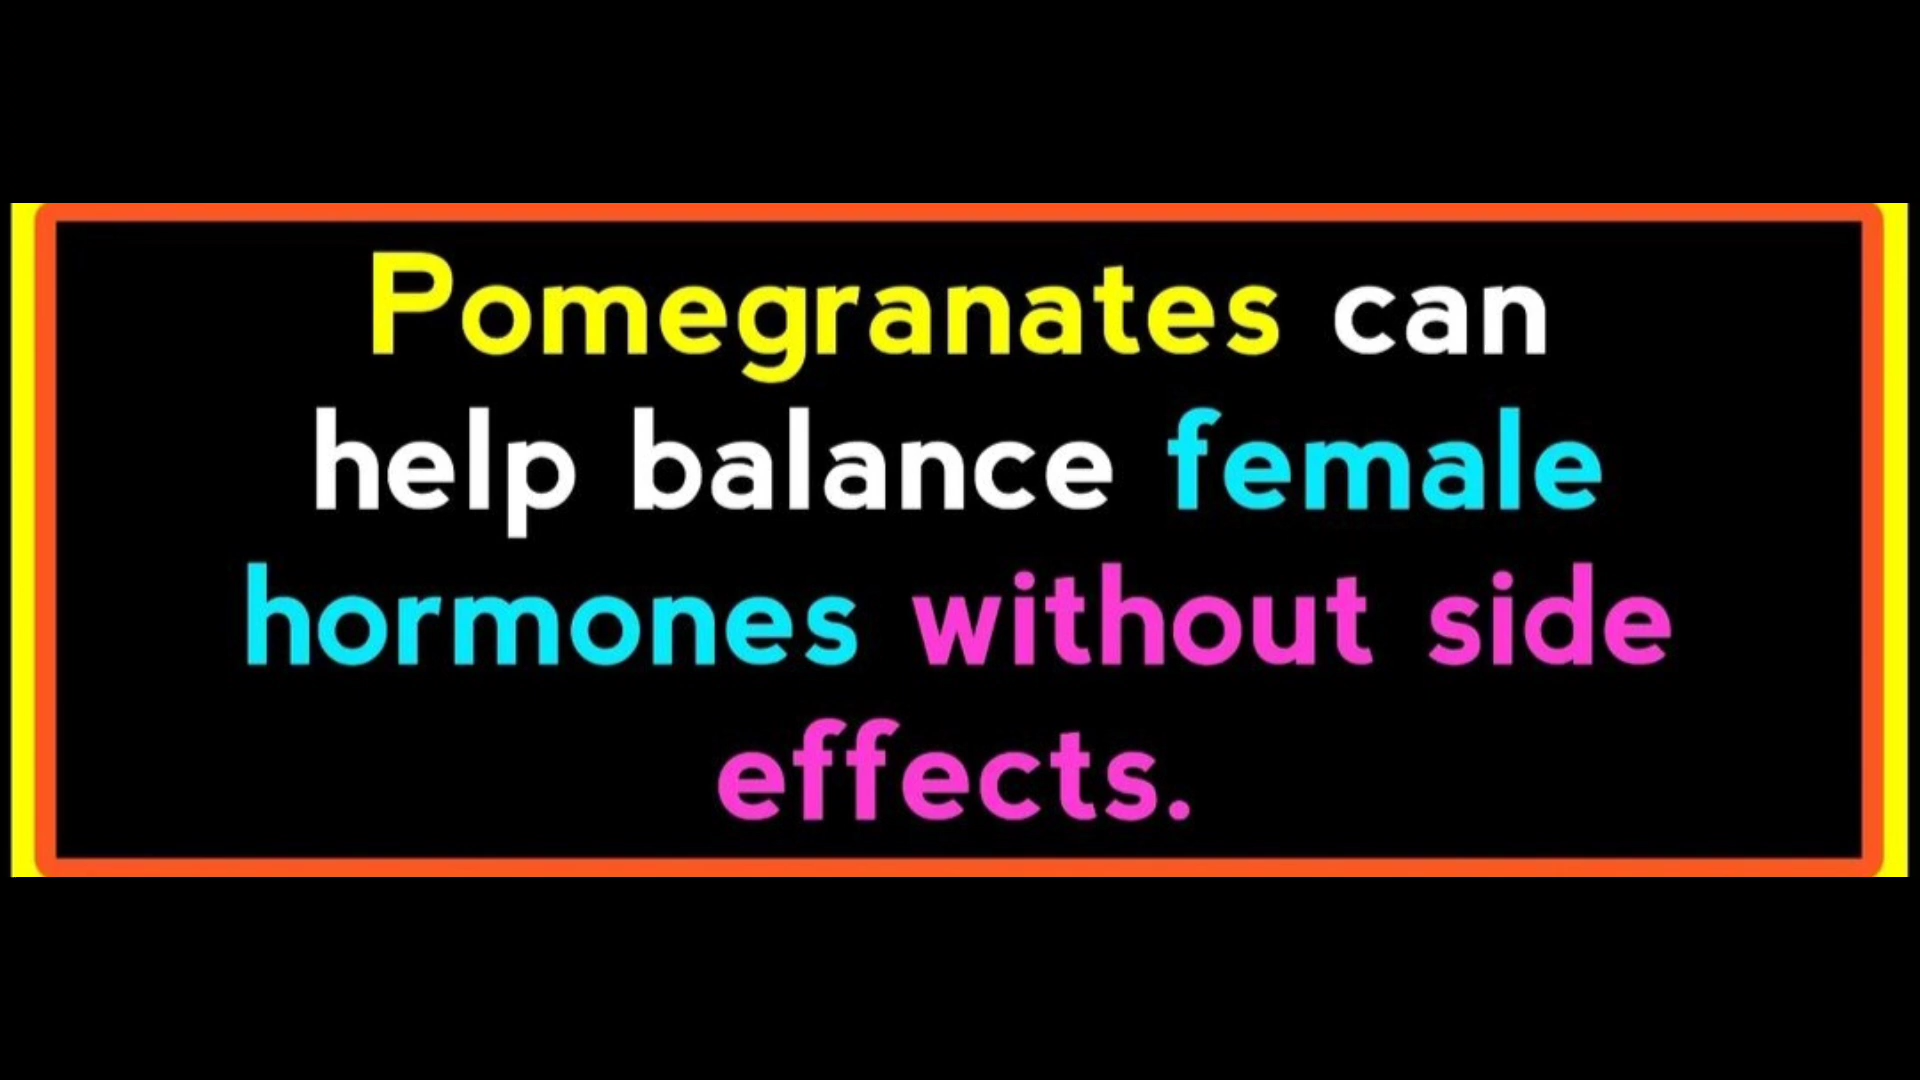 Pomegranates can
help balance female
hormones without side
effects.